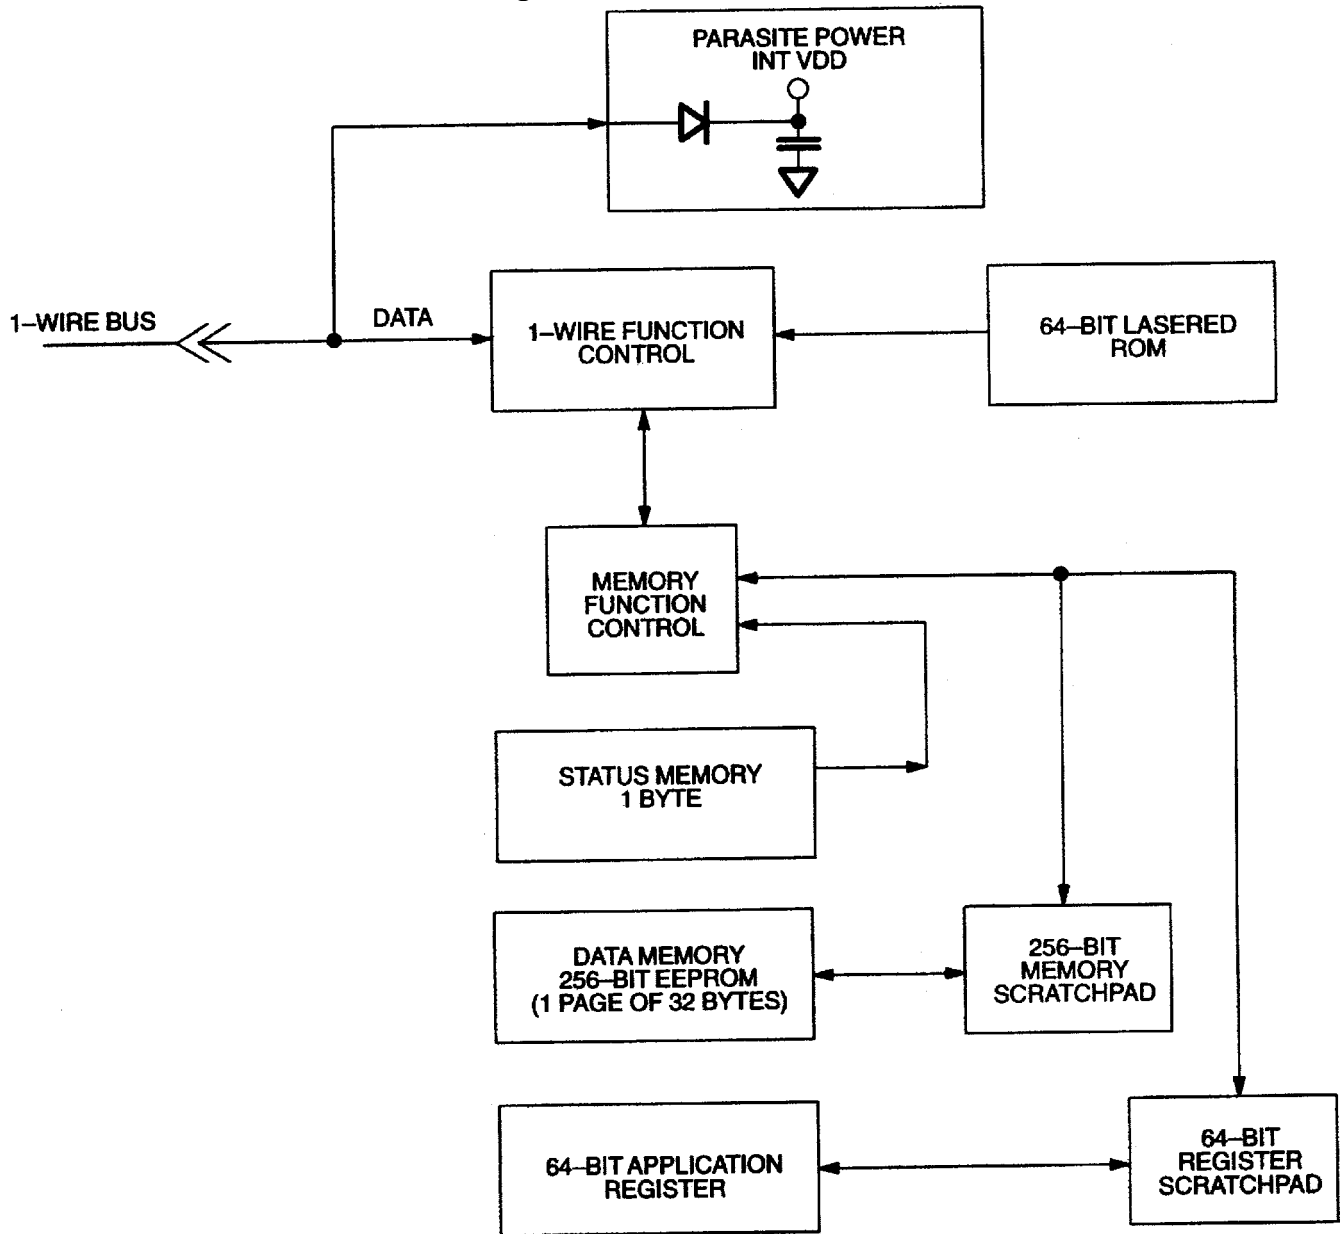 PARASITE POWER
INT VDD
1–WIRE BUS
DATA
1–WIRE FUNCTION
CONTROL
64–BIT LASERED
ROM
MEMORY
FUNCTION
CONTROL
STATUS MEMORY
1 BYTE
DATA MEMORY
256–BIT EEPROM
(1 PAGE OF 32 BYTES)
256–BIT
MEMORY
SCRATCHPAD
64–BIT APPLICATION
REGISTER
64–BIT
REGISTER
SCRATCHPAD